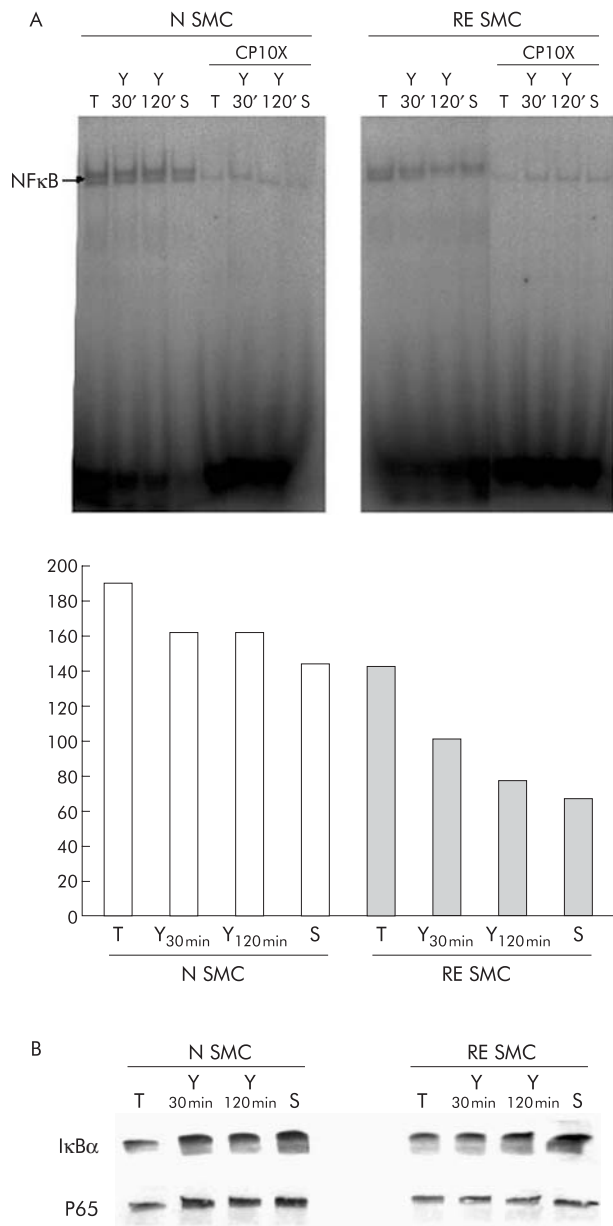 A
N SMC
RE SMC
CP10X
CP10X
Y Y Y Y
T 30’ 120’ S T 30’ 120’ S
Y Y Y Y
T 30’ 120’ S T 30’ 120’ S
NFκB
200
180
160
140
120
100
80
60
40
20
0
T Y30min Y120min S T Y30min Y120min S
N SMC RE SMC
B
N SMC RE SMC
Y Y Y Y
T 30min 120min S T 30min 120min S
IκBα
P65